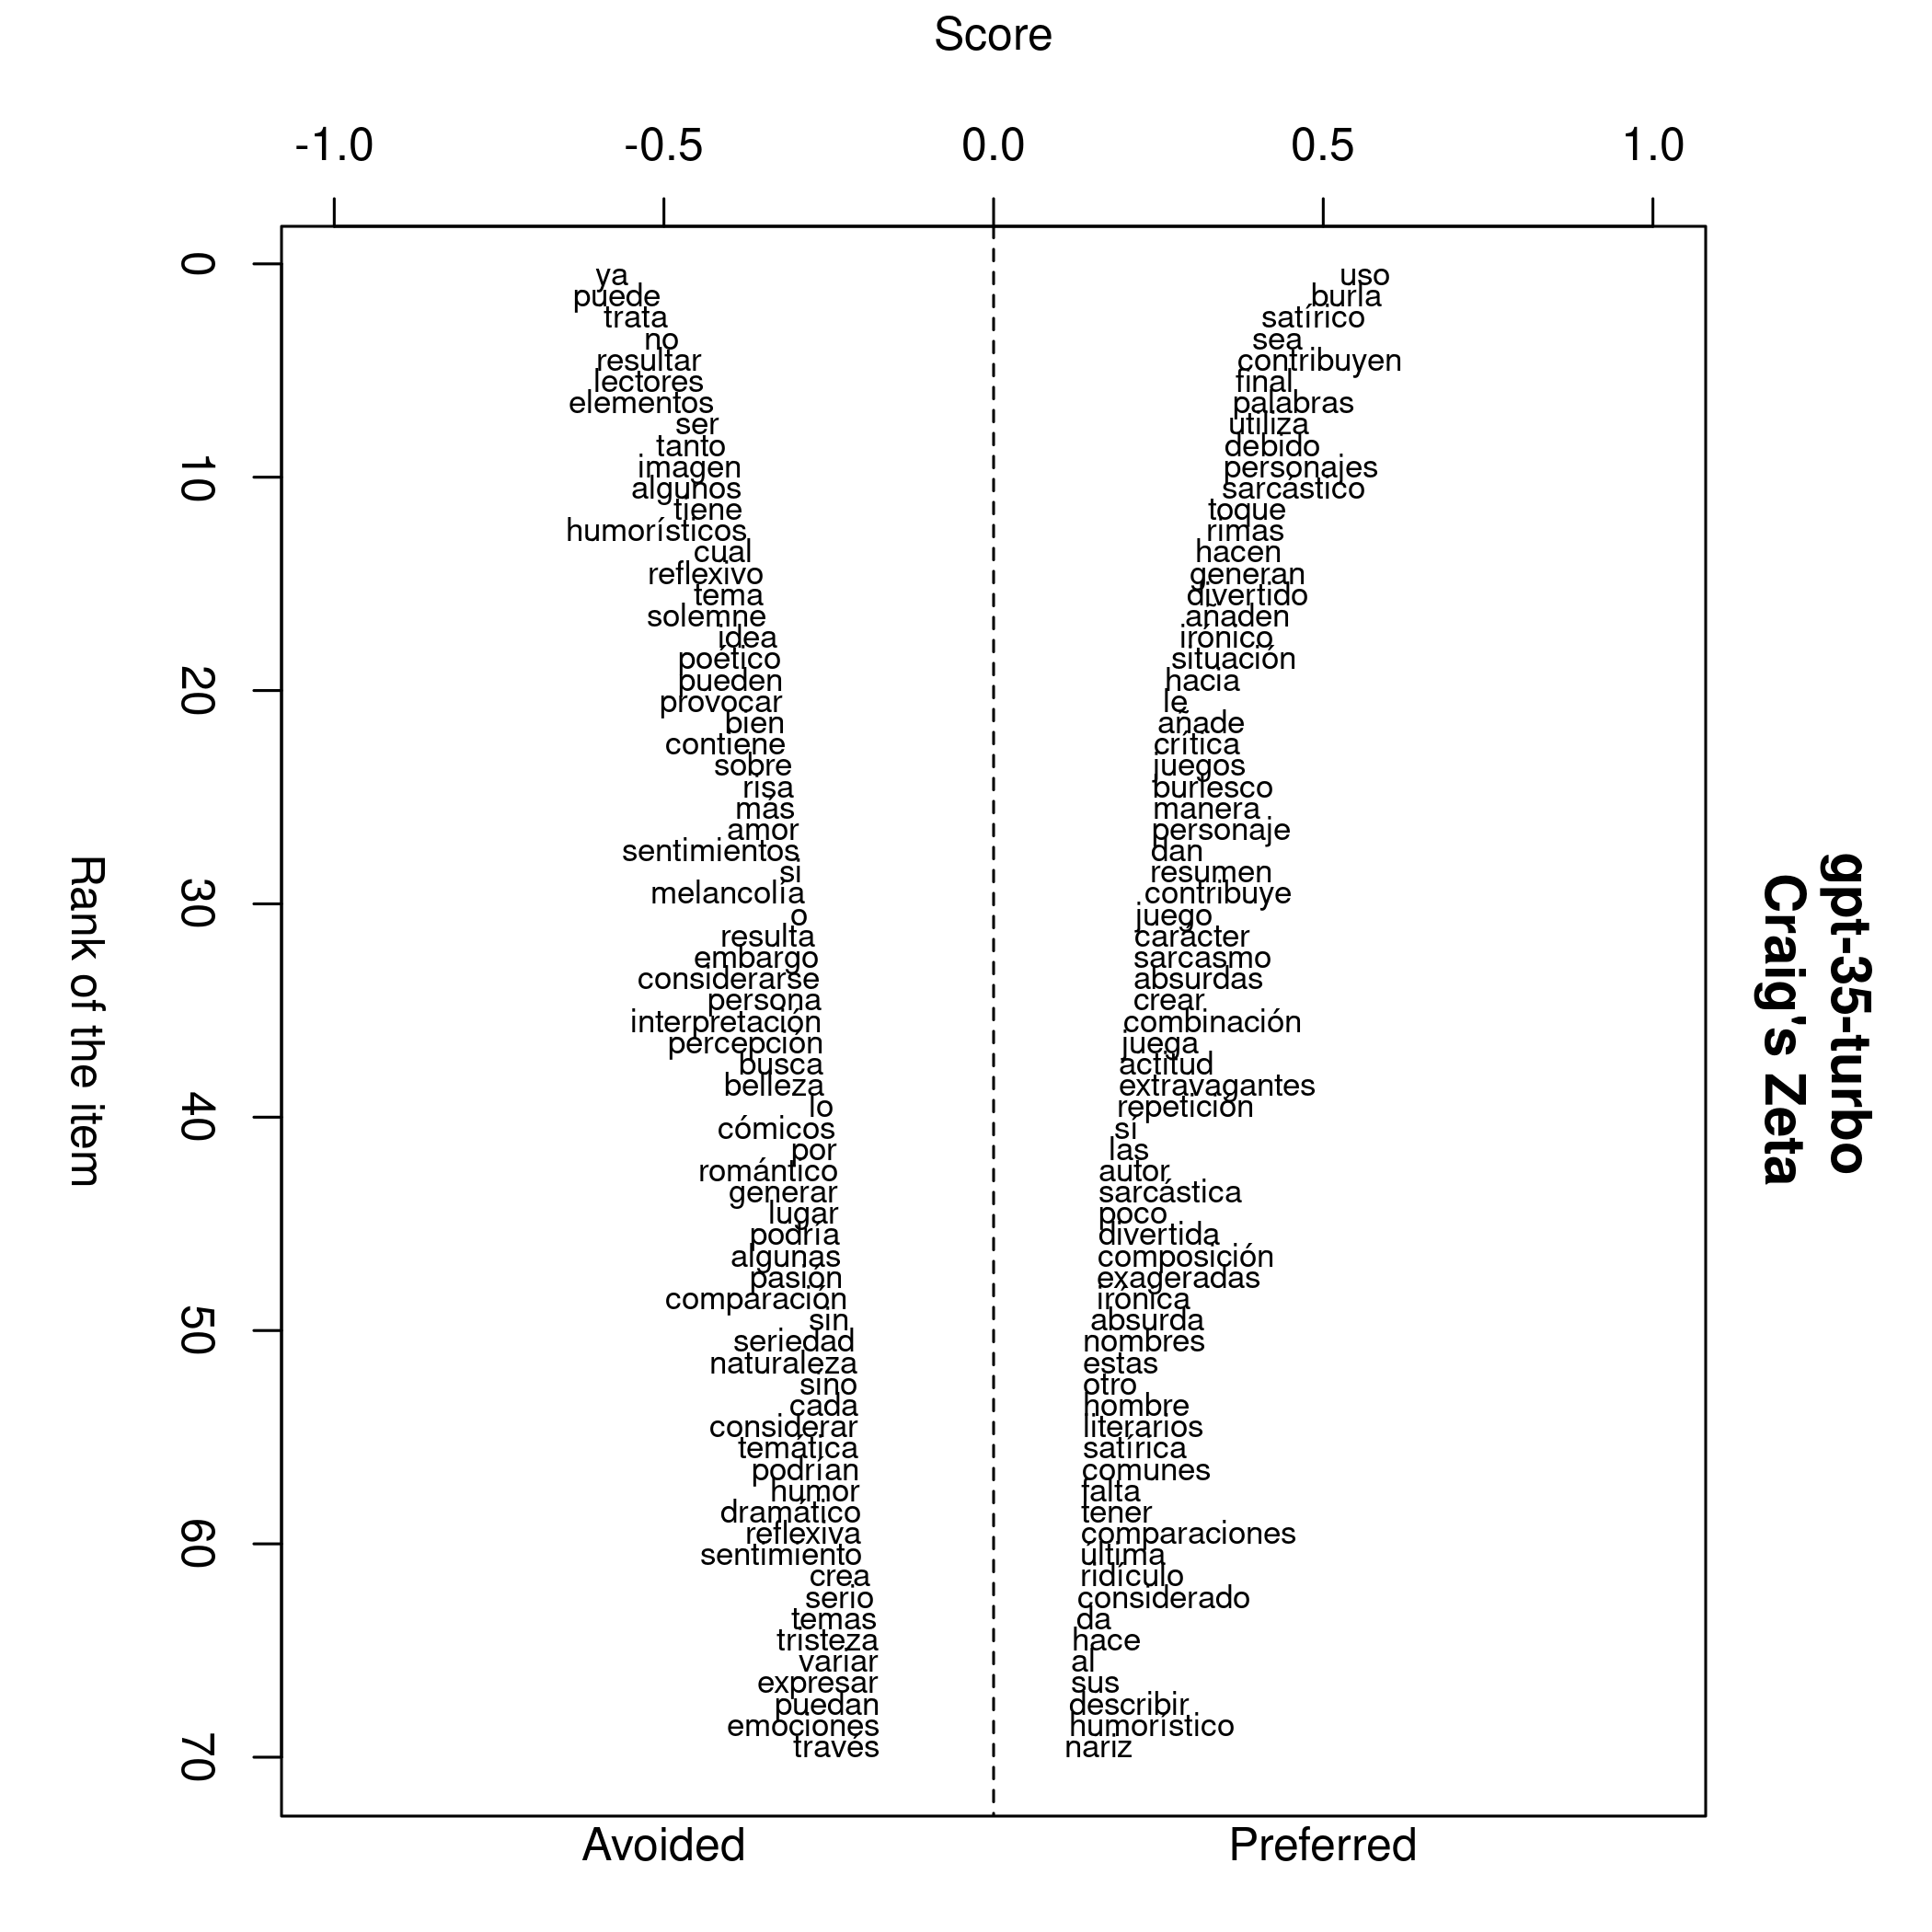 Score
-1.0 -0.5 0.0 0.5 1.0
gpt-35-turbo
Craig's Zeta
Rank of the item
0
10
20
30
40
50
60
70
ya
puede
trata
no
resultar
lectores
elementos
ser
tanto
imagen
algunos
tiene
humorísticos
cual
reflexivo
tema
solemne
idea
poético
pueden
provocar
bien
contiene
sobre
risa
más
amor
sentimientos
si
melancolía
o
resulta
embargo
considerarse
persona
interpretación
percepción
busca
belleza
lo
cómicos
por
romántico
generar
lugar
podría
algunas
pasión
comparación
sin
seriedad
naturaleza
sino
cada
considerar
temática
podrían
humor
dramático
reflexiva
sentimiento
crea
serio
temas
tristeza
variar
expresar
puedan
emociones
través
uso
burla
satírico
sea
contribuyen
final
palabras
utiliza
debido
personajes
sarcástico
toque
rimas
hacen
generan
divertido
añaden
irónico
situación
hacia
le
añade
crítica
juegos
burlesco
manera
personaje
dan
resumen
contribuye
juego
carácter
sarcasmo
absurdas
crear
combinación
juega
actitud
extravagantes
repetición
sí
las
autor
sarcástica
poco
divertida
composición
exageradas
irónica
absurda
nombres
estas
otro
hombre
literarios
satírica
comunes
falta
tener
comparaciones
última
ridículo
considerado
da
hace
al
sus
describir
humorístico
nariz
Avoided Preferred